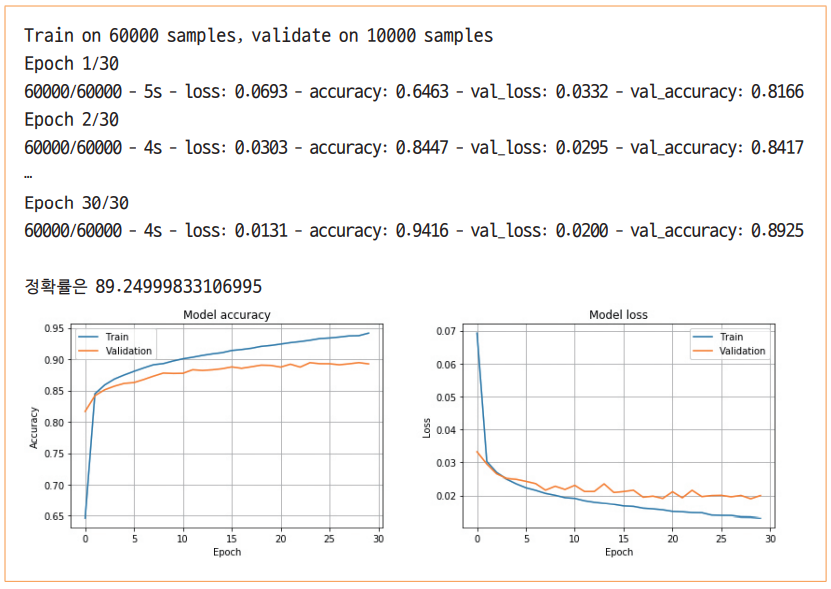 Train on 60000 samples, validate on 10000 samples
Epoch 1/30
60000/60000 - 5s - loss: 0.0693 - accuracy: 0.6463 - val_loss: 0.0332 - val_accuracy: 0.8166
Epoch 2/30
60000/60000 - 4s - loss: 0.0303 - accuracy: 0.8447 - val_loss: 0.0295 - val_accuracy: 0.8417
…
Epoch 30/30
60000/60000 - 4s - loss: 0.0131 - accuracy: 0.9416 - val_loss: 0.0200 - val_accuracy: 0.8925
정확률은 89.24999833106995
Model accuracy
Train
Validation
0.95
0.90
0.85
0.80
0.75
0.70
0.65
Accuracy
0 5 10 15 20 25 30
Epoch
Model loss
Train
Validation
0.07
0.06
0.05
0.04
0.03
0.02
Loss
0 5 10 15 20 25 30
Epoch